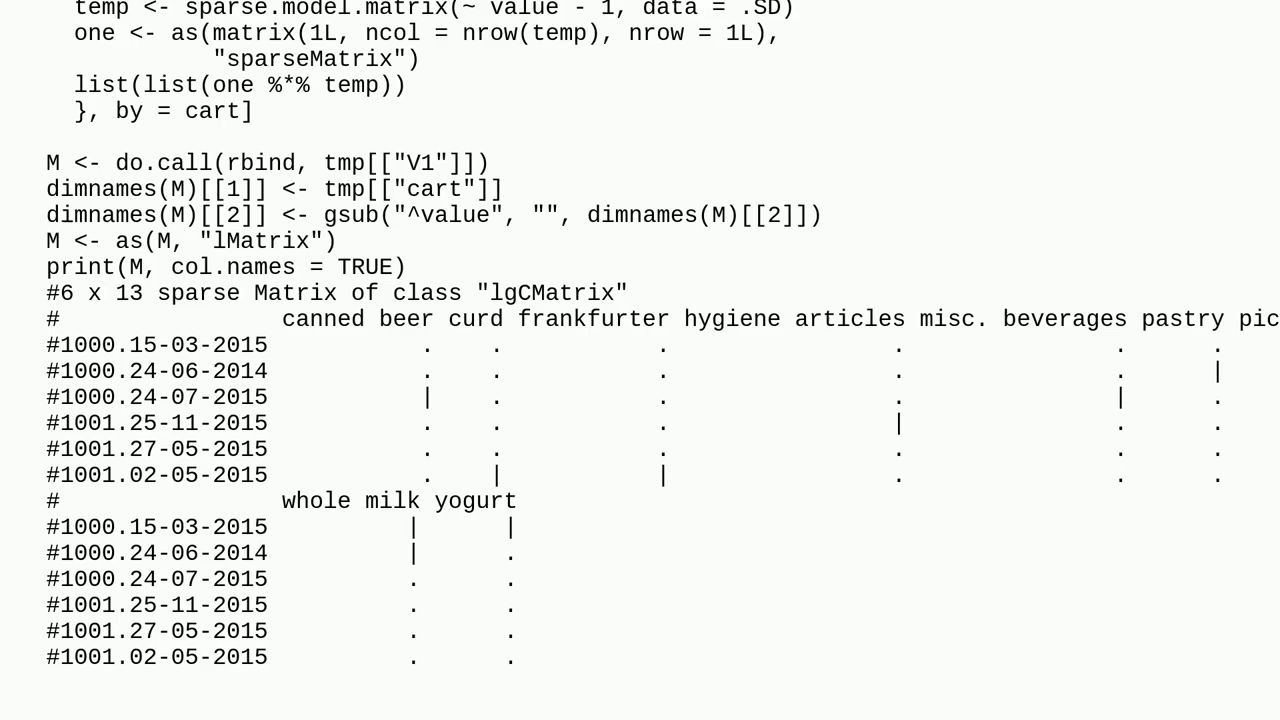 temp <- sparse.model.matrix(~ value - 1, data = .SD)
one <- as(matrix(1L, ncol = nrow(temp), nrow = 1L),
"sparseMatrix")
list(list(one %*% temp))
}, by = cart]
M <- do.call(rbind, tmp[["V1"]])
dimnames(M)[[1]] <- tmp[["cart"]]
dimnames(M)[[2]] <- gsub("^value", "", dimnames(M)[[2]])
M <- as(M, "lMatrix")
print(M, col.names = TRUE)
#6 x 13 sparse Matrix of class "lgCMatrix"
#                canned beer curd frankfurter hygiene articles misc. beverages pastry pic
#1000.15-03-2015           .    .           .                .               .      .
#1000.24-06-2014           .    .           .                .               .      |
#1000.24-07-2015           |    .           .                .               |      .
#1001.25-11-2015           .    .           .                |               .      .
#1001.27-05-2015           .    .           .                .               .      .
#1001.02-05-2015           .    |           |                .               .      .
#                whole milk yogurt
#1000.15-03-2015          |      |
#1000.24-06-2014          |      .
#1000.24-07-2015          .      .
#1001.25-11-2015          .      .
#1001.27-05-2015          .      .
#1001.02-05-2015          .      .